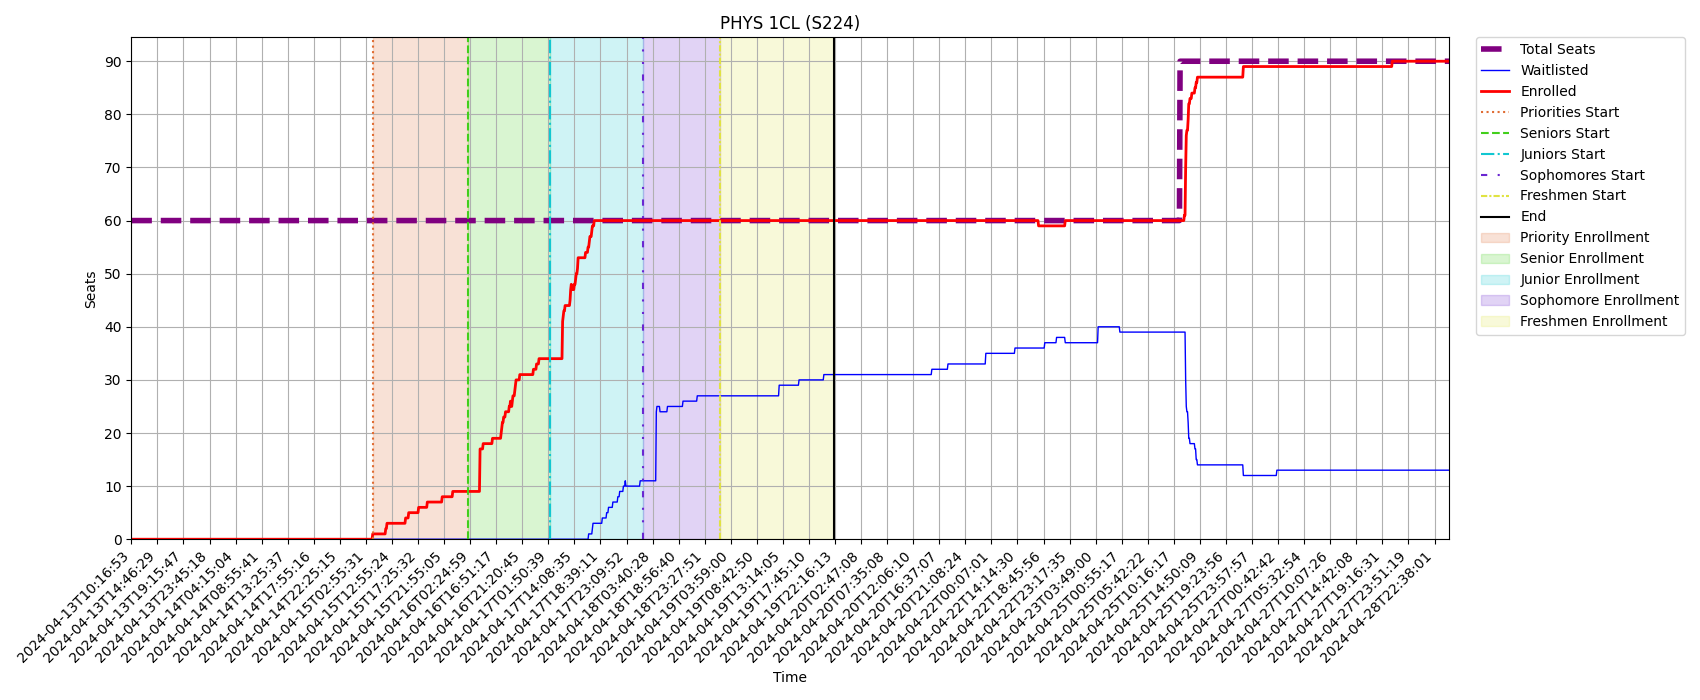 PHYS 1CL (S224)
Seats
90
80
70
60
50
40
30
20
10
0
2024-04-13T10:16:53
2024-04-13T14:46:29
2024-04-13T19:15:47
2024-04-13T23:45:18
2024-04-14T04:15:04
2024-04-14T08:55:41
2024-04-14T13:25:37
2024-04-14T17:55:16
2024-04-14T22:25:15
2024-04-15T02:55:31
2024-04-15T12:55:24
2024-04-15T17:25:32
2024-04-15T21:55:05
2024-04-16T02:24:59
2024-04-16T16:51:17
2024-04-16T21:20:45
2024-04-17T01:50:39
2024-04-17T14:08:35
2024-04-17T18:39:11
2024-04-17T23:09:52
2024-04-18T03:40:28
2024-04-18T18:56:40
2024-04-18T23:27:51
2024-04-19T03:59:00
2024-04-19T08:42:50
2024-04-19T13:14:05
2024-04-19T17:45:10
2024-04-19T22:16:13
2024-04-20T02:47:08
2024-04-20T07:35:08
2024-04-20T12:06:10
2024-04-20T16:37:07
2024-04-20T21:08:24
2024-04-22T00:07:01
2024-04-22T14:14:30
2024-04-22T18:45:56
2024-04-22T23:17:35
2024-04-23T03:49:00
2024-04-25T00:55:17
2024-04-25T05:42:22
2024-04-25T10:16:17
2024-04-25T14:50:09
2024-04-25T19:23:56
2024-04-25T23:57:57
2024-04-27T00:42:42
2024-04-27T05:32:54
2024-04-27T10:07:26
2024-04-27T14:42:08
2024-04-27T19:16:31
2024-04-27T23:51:19
2024-04-28T22:38:01
Time
Total Seats
Waitlisted
Enrolled
Priorities Start
Seniors Start
Juniors Start
Sophomores Start
Freshmen Start
End
Priority Enrollment
Senior Enrollment
Junior Enrollment
Sophomore Enrollment
Freshmen Enrollment